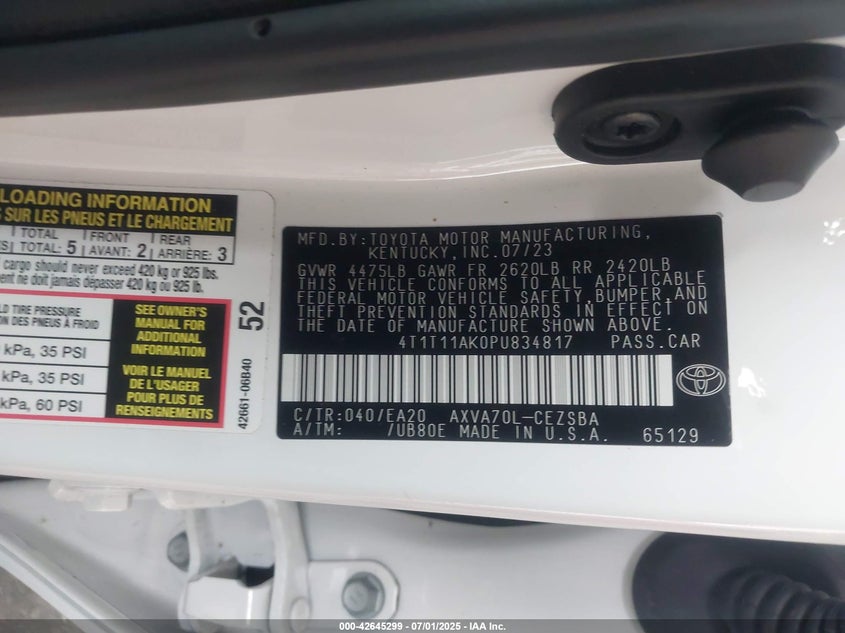 LOADING INFORMATION
S SUR LES PNEUS ET LE CHARGEMENT
TOTAL FRONT REAR
TOTAL: 5 AVANT: 2 ARRIÈRE: 3
cargo should never exceed 420 kg or 925 lbs.
ne doit jamais dépasser 420 kg ou 925 lb.
TIRE PRESSURE
DES PNEUS À FROID
kPa, 35 PSI
kPa, 35 PSI
kPa, 60 PSI
SEE OWNER'S
MANUAL FOR
ADDITIONAL
INFORMATION
VOIR LE MANUEL
DE L'USAGER
POUR PLUS DE
RENSEIGNEMENTS
52
42661-06B40
MFD.BY:TOYOTA MOTOR MANUFACTURING,
KENTUCKY,INC.07/23
GVWR 4475LB GAWR FR 2620LB RR 2420LB
THIS VEHICLE CONFORMS TO ALL APPLICABLE
FEDERAL MOTOR VEHICLE SAFETY,BUMPER,AND
THEFT PREVENTION STANDARDS IN EFFECT ON
THE DATE OF MANUFACTURE SHOWN ABOVE.
4T1T11AK0PU834817 PASS.CAR
C/TR:040/EA20 AXVA70L-CEZSBA
A/TM: /UB80E MADE IN U.S.A. 65129
000-42645299 - 07/01/2025 - IAA Inc.